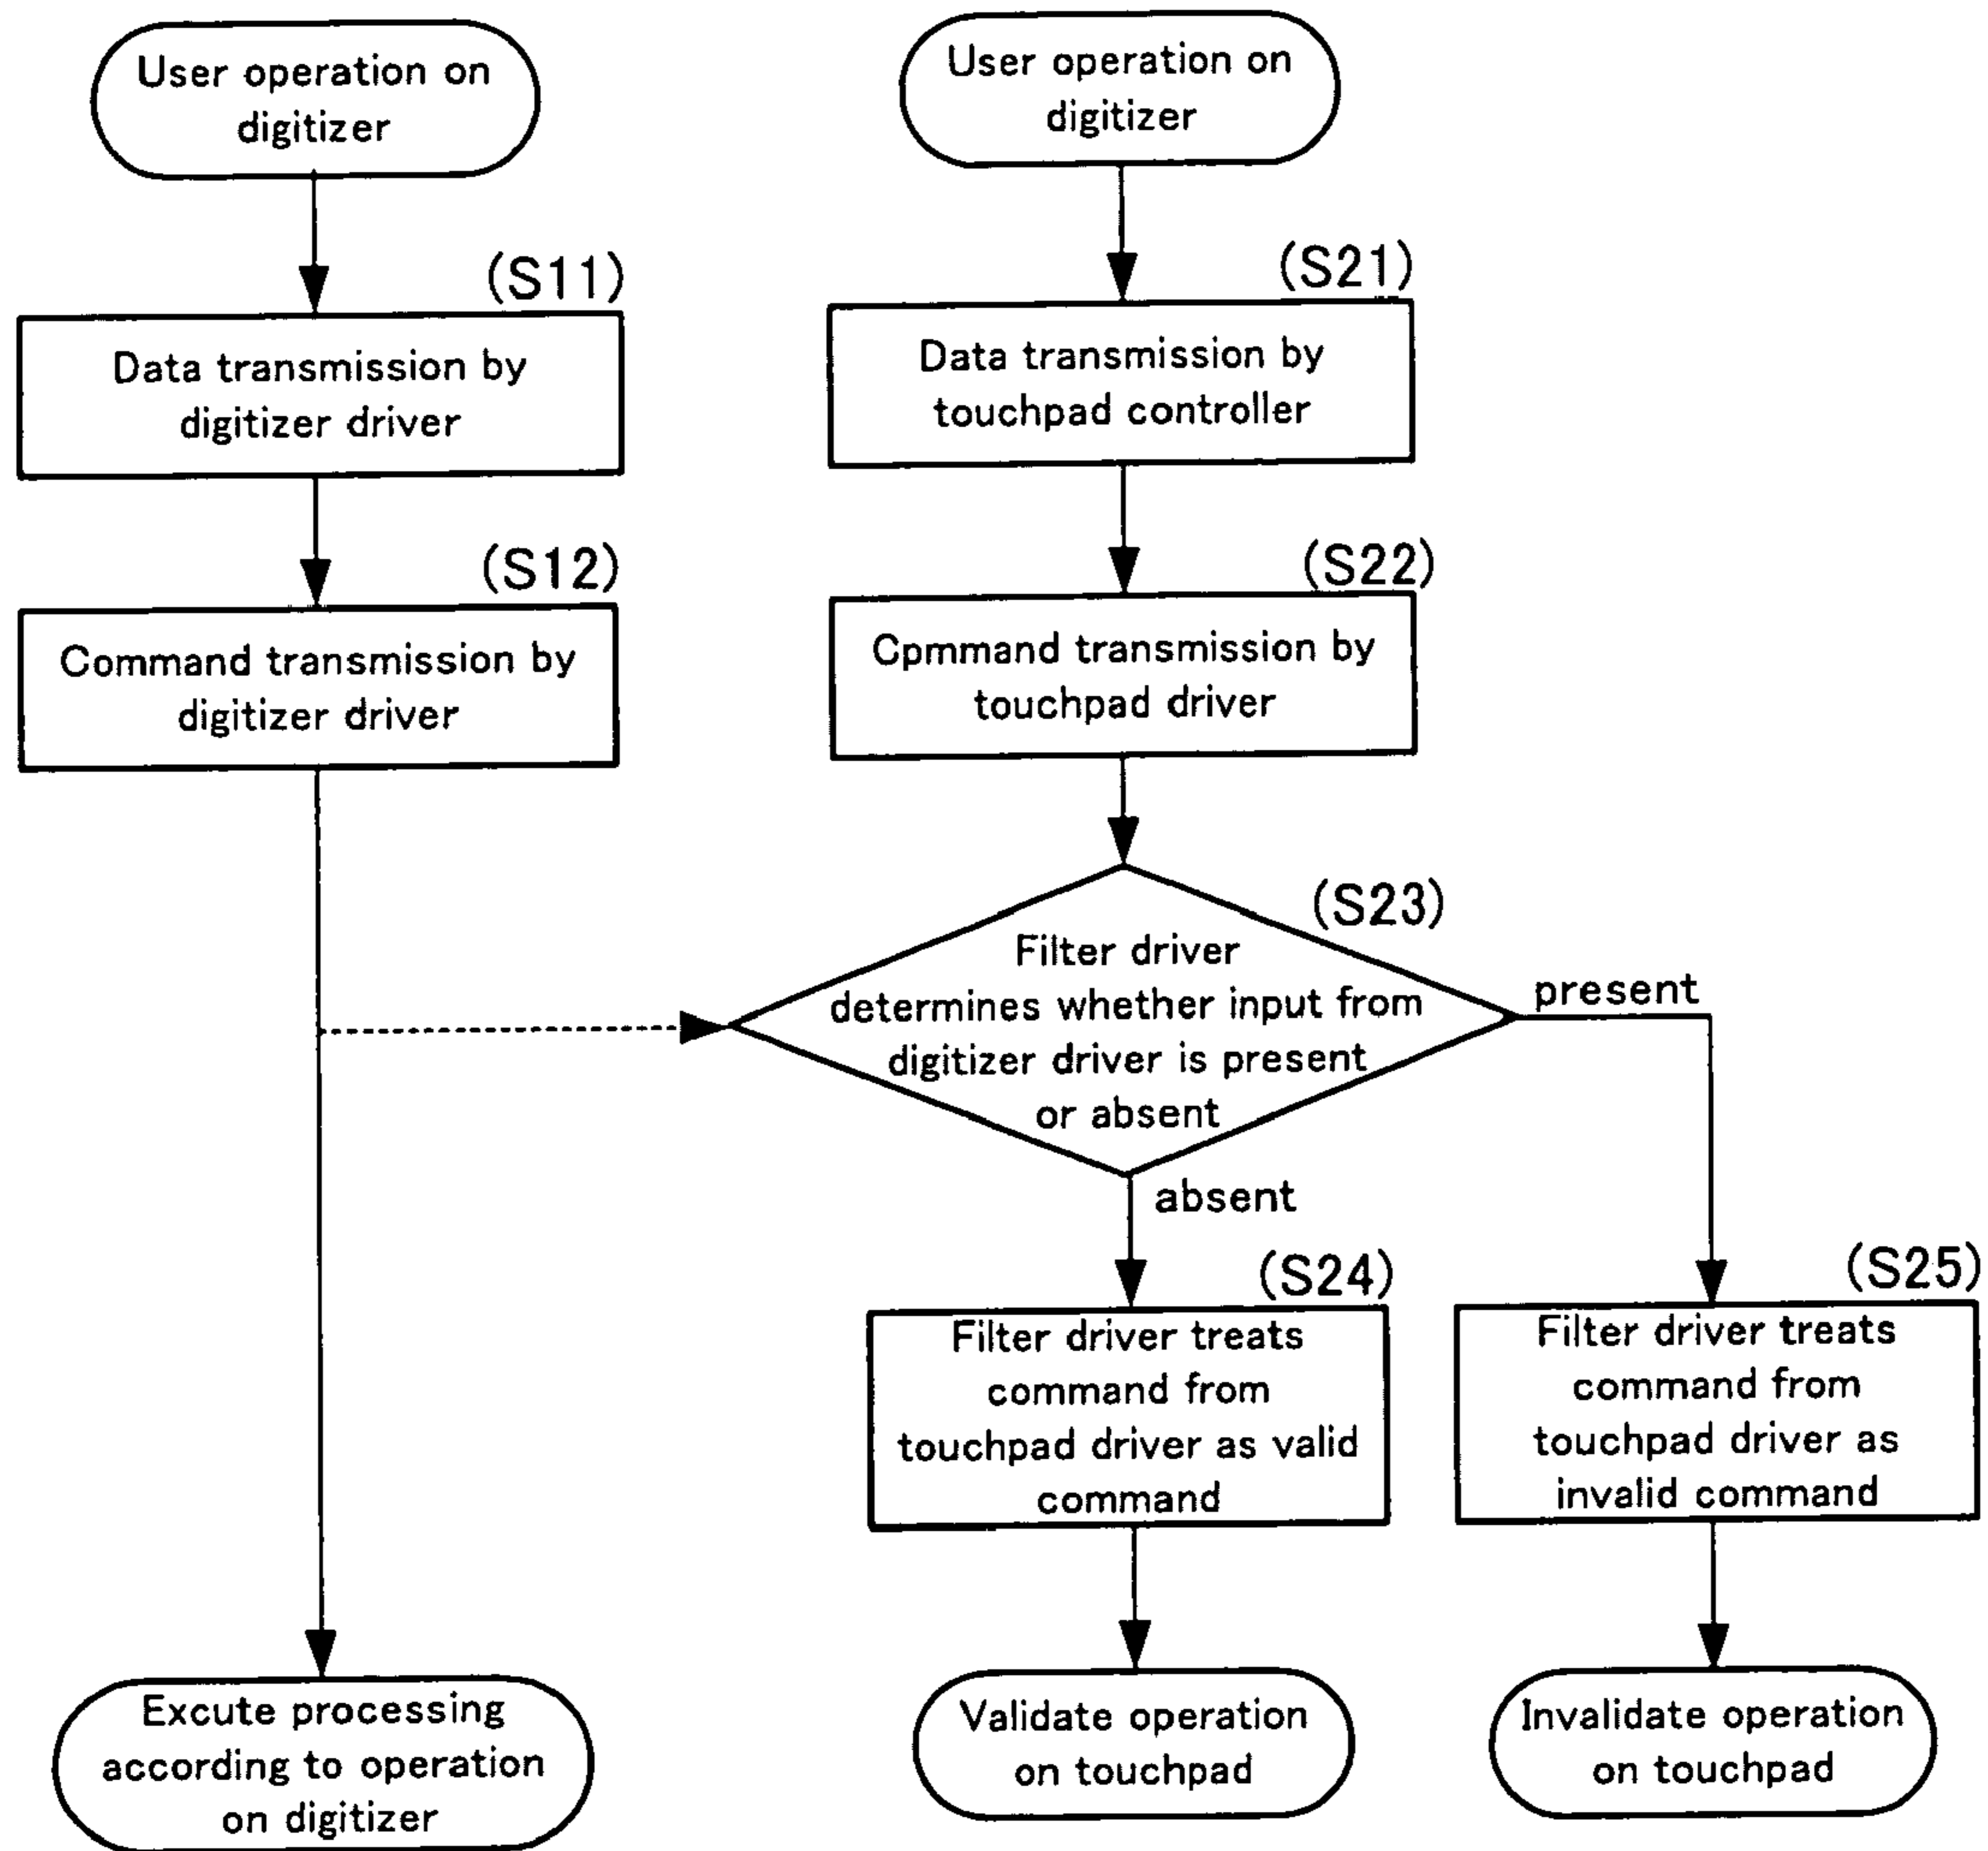 User operation on
digitizer
(S11)
Data transmission by
digitizer driver
(S12)
Command transmission by
digitizer driver
Excute processing
according to operation
on digitizer
User operation on
digitizer
(S21)
Data transmission by
touchpad controller
(S22)
Cpmmand transmission by
touchpad driver
(S23)
Filter driver
determines whether input from
digitizer driver is present
or absent
present
absent
(S24)
Filter driver treats
command from
touchpad driver as valid
command
Validate operation
on touchpad
(S25)
Filter driver treats
command from
touchpad driver as
invalid command
Invalidate operation
on touchpad